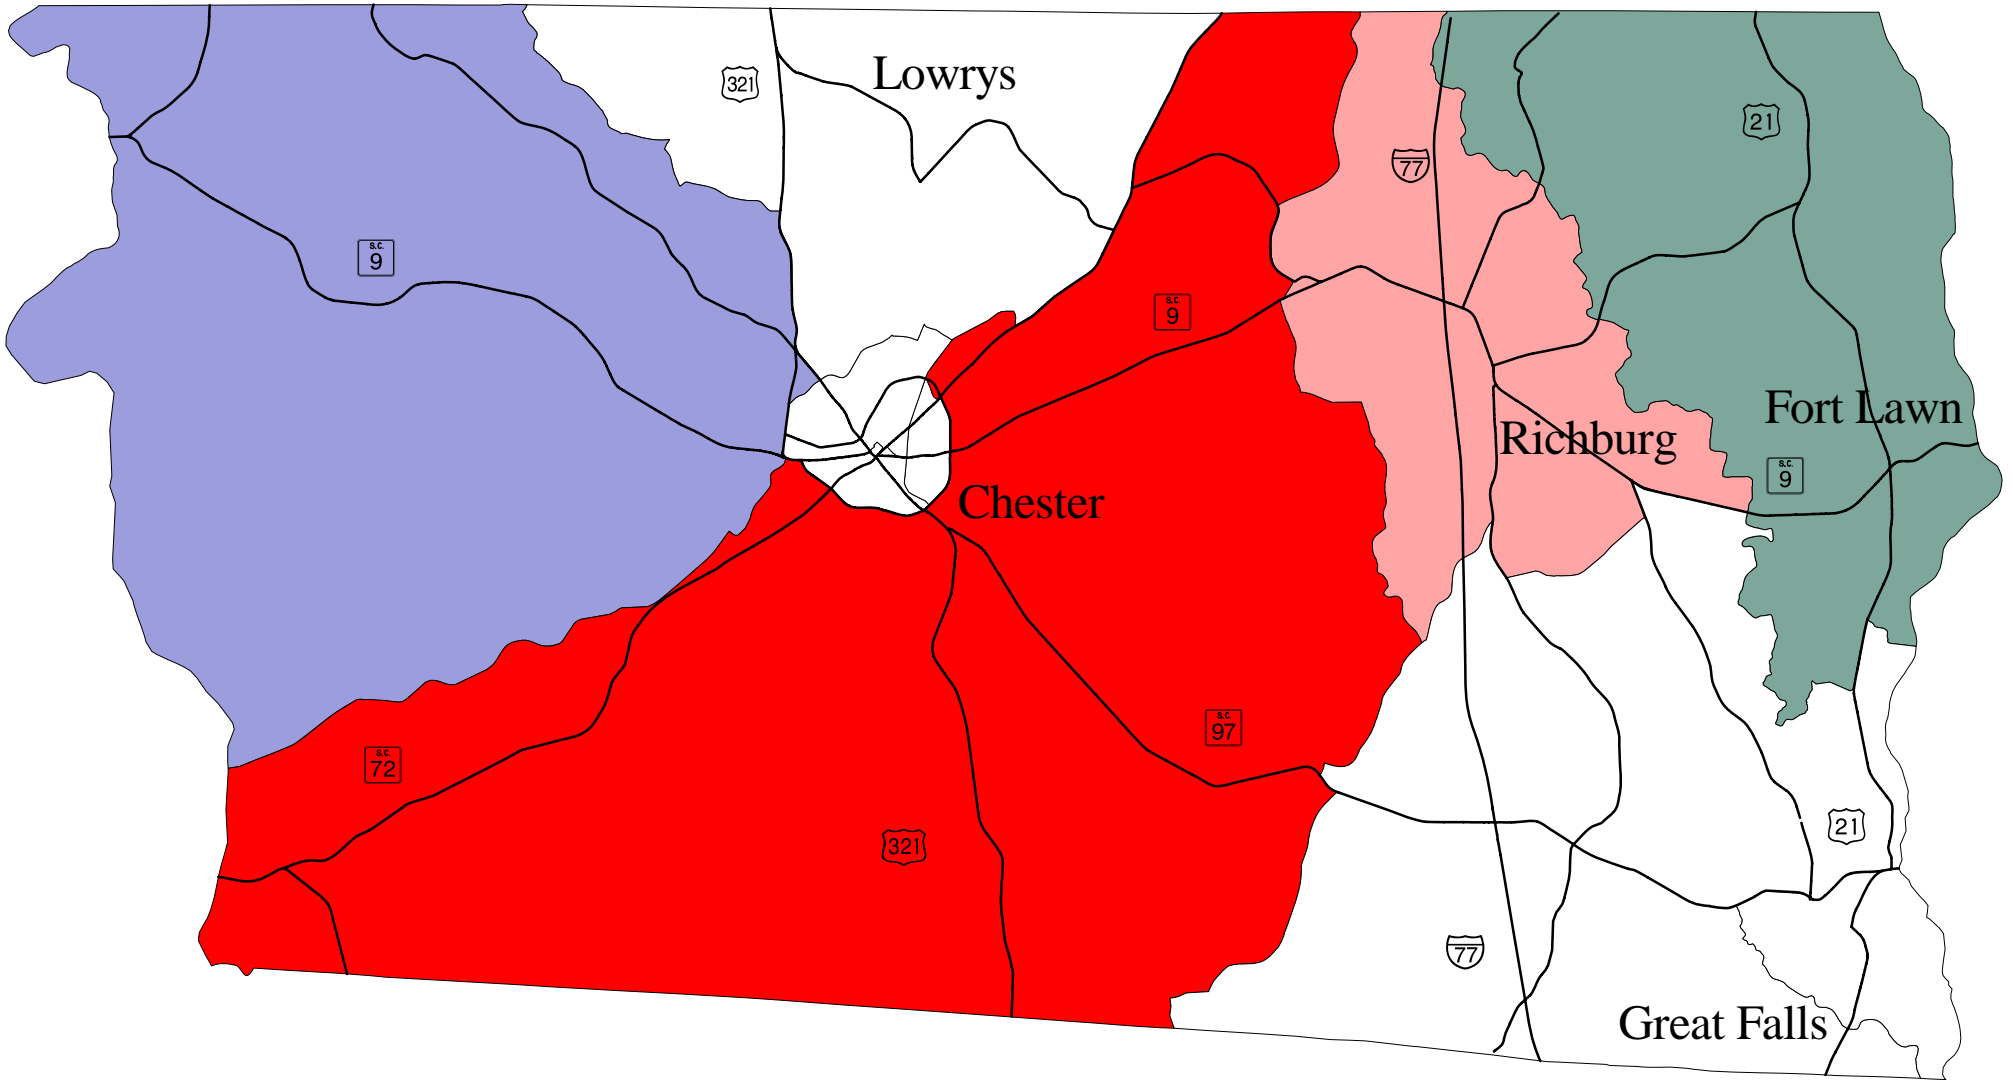 Lowrys
321
21
77
S.C.
9
S.C.
9
Fort Lawn
Richburg
S.C.
9
Chester
S.C.
97
S.C.
72
21
321
77
Great Falls